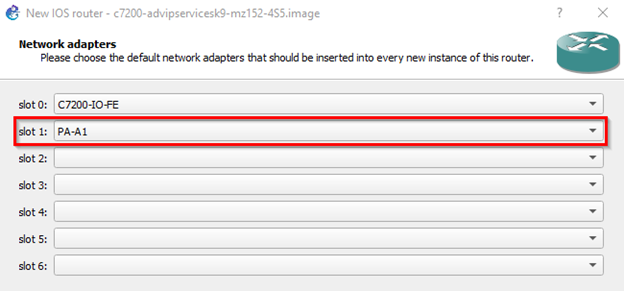 New IOS router - c7200-advipservicesk9-mz152-4S5.image
Network adapters
Please choose the default network adapters that should be inserted into every new instance of this router.
slot 0: C7200-IO-FE
slot 1: PA-A1
slot 2:
slot 3:
slot 4:
slot 5:
slot 6: